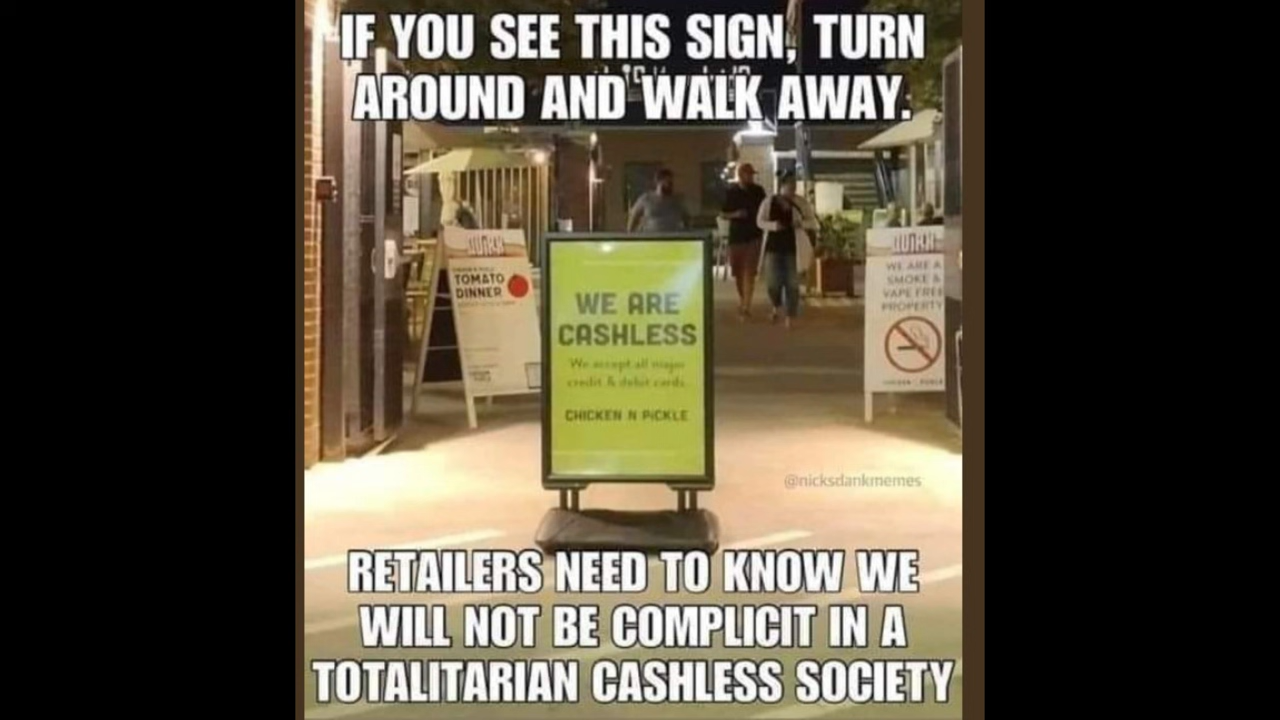 IF YOU SEE THIS SIGN, TURN
AROUND AND WALK AWAY.
TOMATO
DINNER
WE ARE
CASHLESS
We accept all major
credit & debit cards.
CHICKEN N PICKLE
WE ARE A
SMOKE &
VAPE FREE
PROPERTY
@nicksdankmemes
RETAILERS NEED TO KNOW WE
WILL NOT BE COMPLICIT IN A
TOTALITARIAN CASHLESS SOCIETY